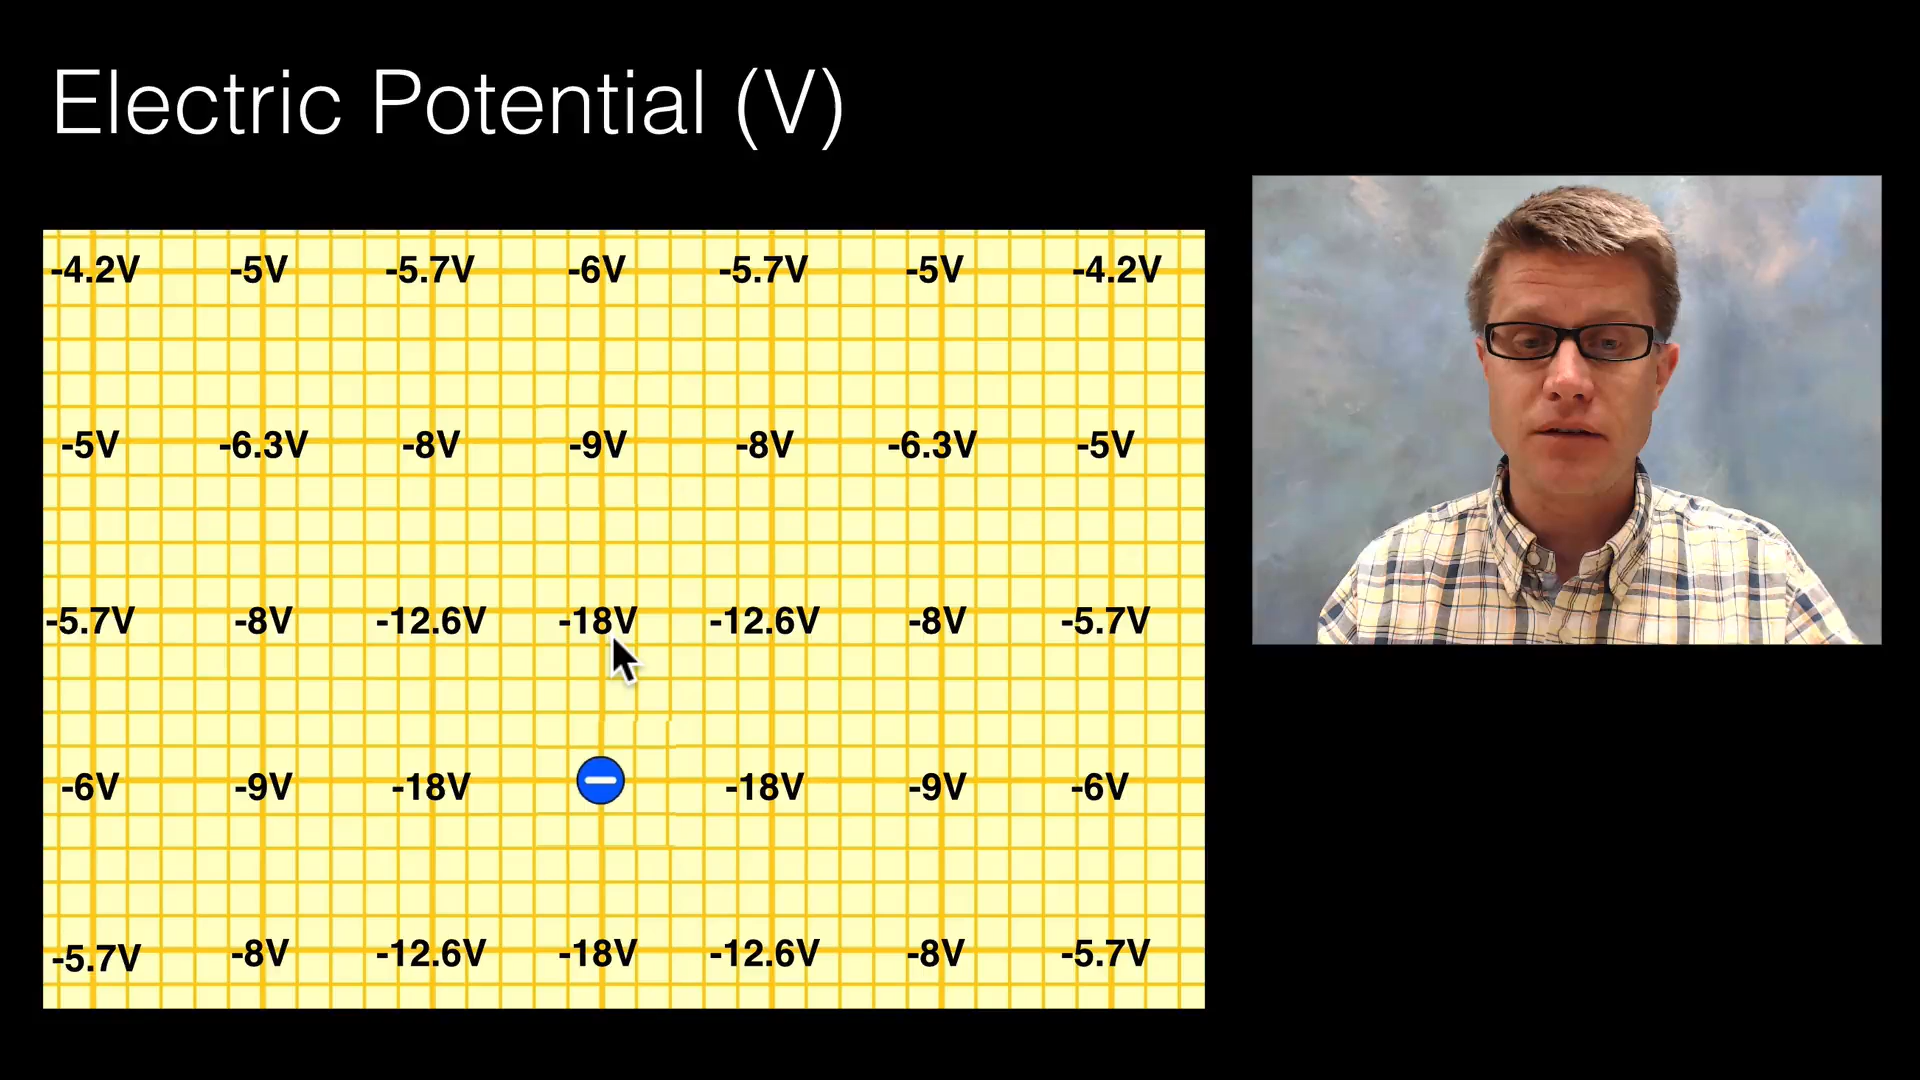 Electric Potential (V)
-4.2V -5V -5.7V -6V -5.7V -5V -4.2V
-5V -6.3V -8V -9V -8V -6.3V -5V
-5.7V -8V -12.6V -18V -12.6V -8V -5.7V
-6V -9V -18V -18V -9V -6V
-5.7V -8V -12.6V -18V -12.6V -8V -5.7V